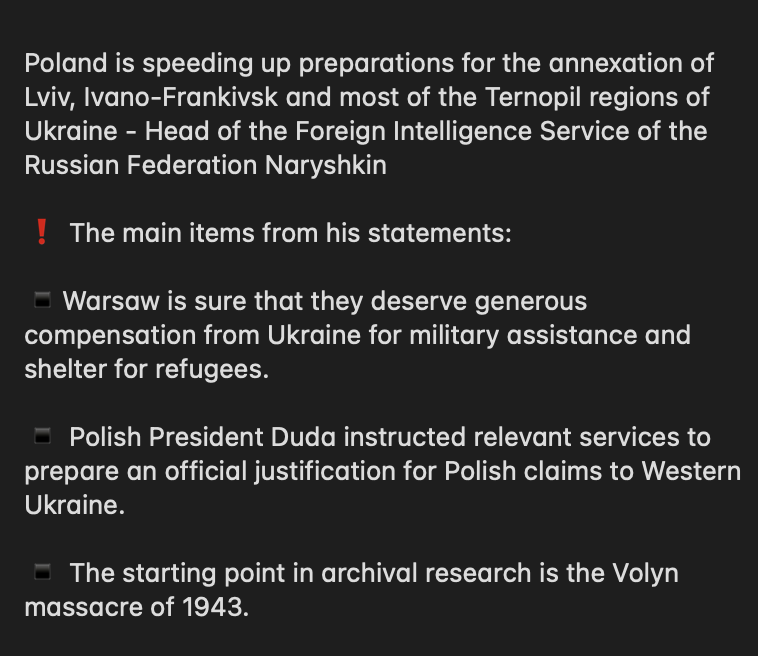 Poland is speeding up preparations for the annexation of
Lviv, Ivano-Frankivsk and most of the Ternopil regions of
Ukraine - Head of the Foreign Intelligence Service of the
Russian Federation Naryshkin
❗ The main items from his statements:
▪️ Warsaw is sure that they deserve generous
compensation from Ukraine for military assistance and
shelter for refugees.
▪️ Polish President Duda instructed relevant services to
prepare an official justification for Polish claims to Western
Ukraine.
▪️ The starting point in archival research is the Volyn
massacre of 1943.